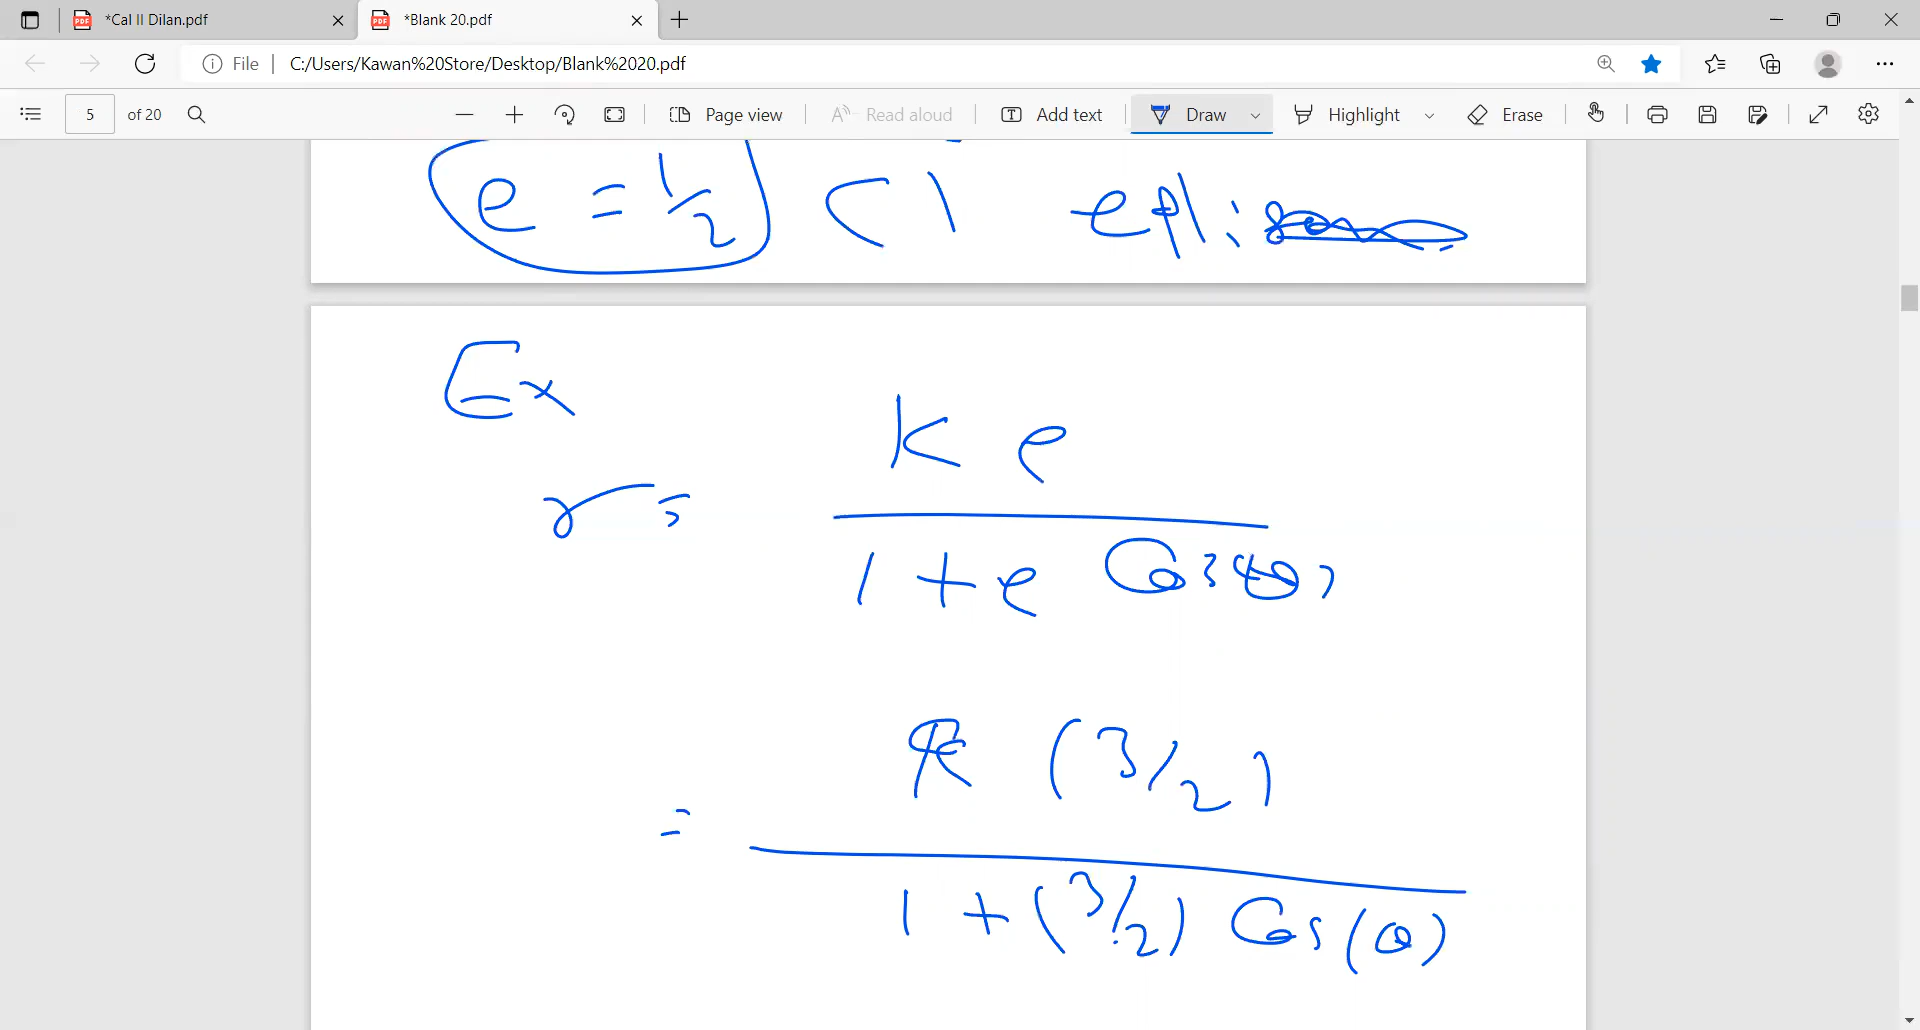 *Cal II Dilan.pdf
*Blank 20.pdf
File
C:/Users/Kawan%20Store/Desktop/Blank%2020.pdf
5 of 20
Page view
Read aloud
Add text
Draw
Highlight
Erase
e = 1/2 < 1
Ex
k e
r =
1 + e Cos(θ)
(3/2)
=
1 + (3/2) Cos(θ)